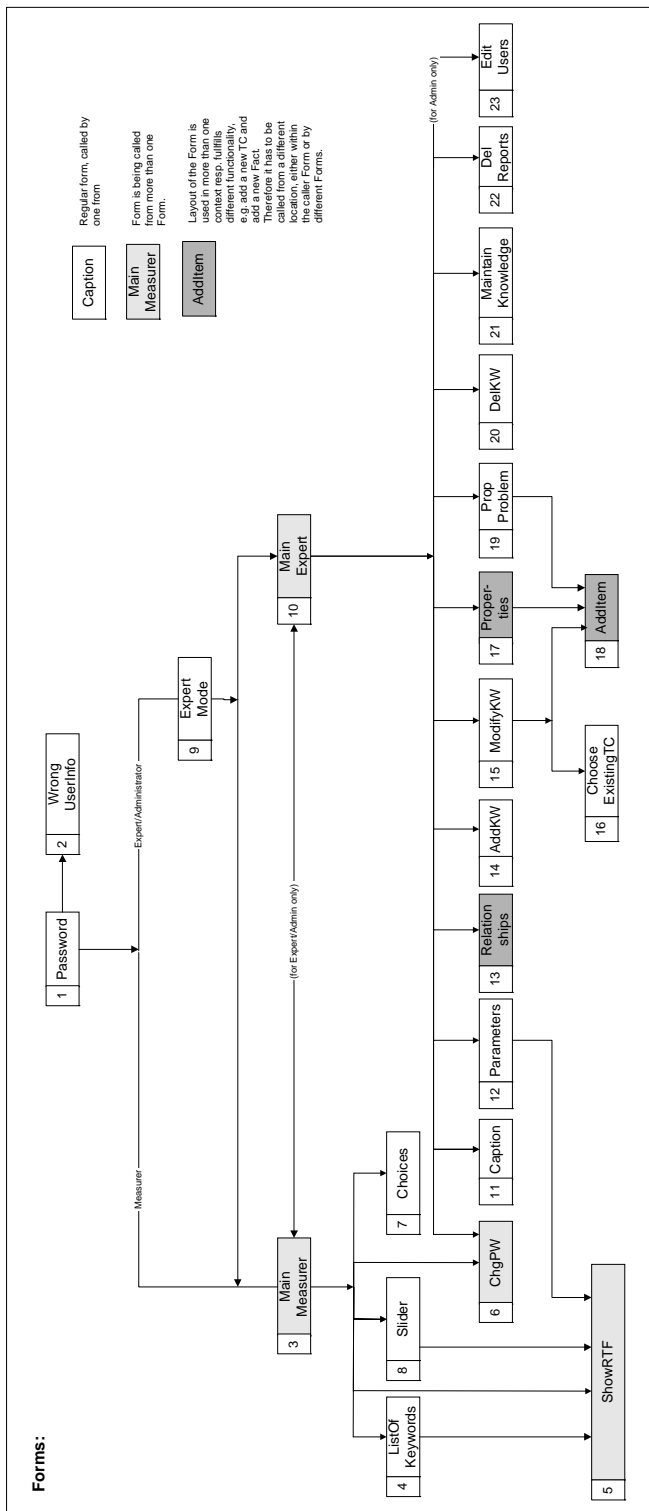 Forms:
1
Password
2
Wrong
UserInfo
Measurer
Expert/Administrator
9
Expert
Mode
3
Main
Measurer
(for Expert/Admin only)
10
Main
Expert
4
ListOf
Keywords
8
Slider
7
Choices
6
ChgPW
11
Caption
12
Parameters
13
Relation
ships
14
AddKW
15
ModifyKW
17
Proper-
ties
19
Prop
Problem
20
DelKW
21
Maintain
Knowledge
22
Del
Reports
(for Admin only)
23
Edit
Users
5
ShowRTF
16
Choose
ExistingTC
18
AddItem
Caption
Regular form, called by
one from
Main
Measurer
Form is being called
from more than one
Form.
AddItem
Layout of the Form is
used in more than one
context resp. fullfills
different functionality,
e.g. add a new TC and
add a new Fact.
Therefore it has to be
called from a different
location, either within
the caller Form or by
different Forms.